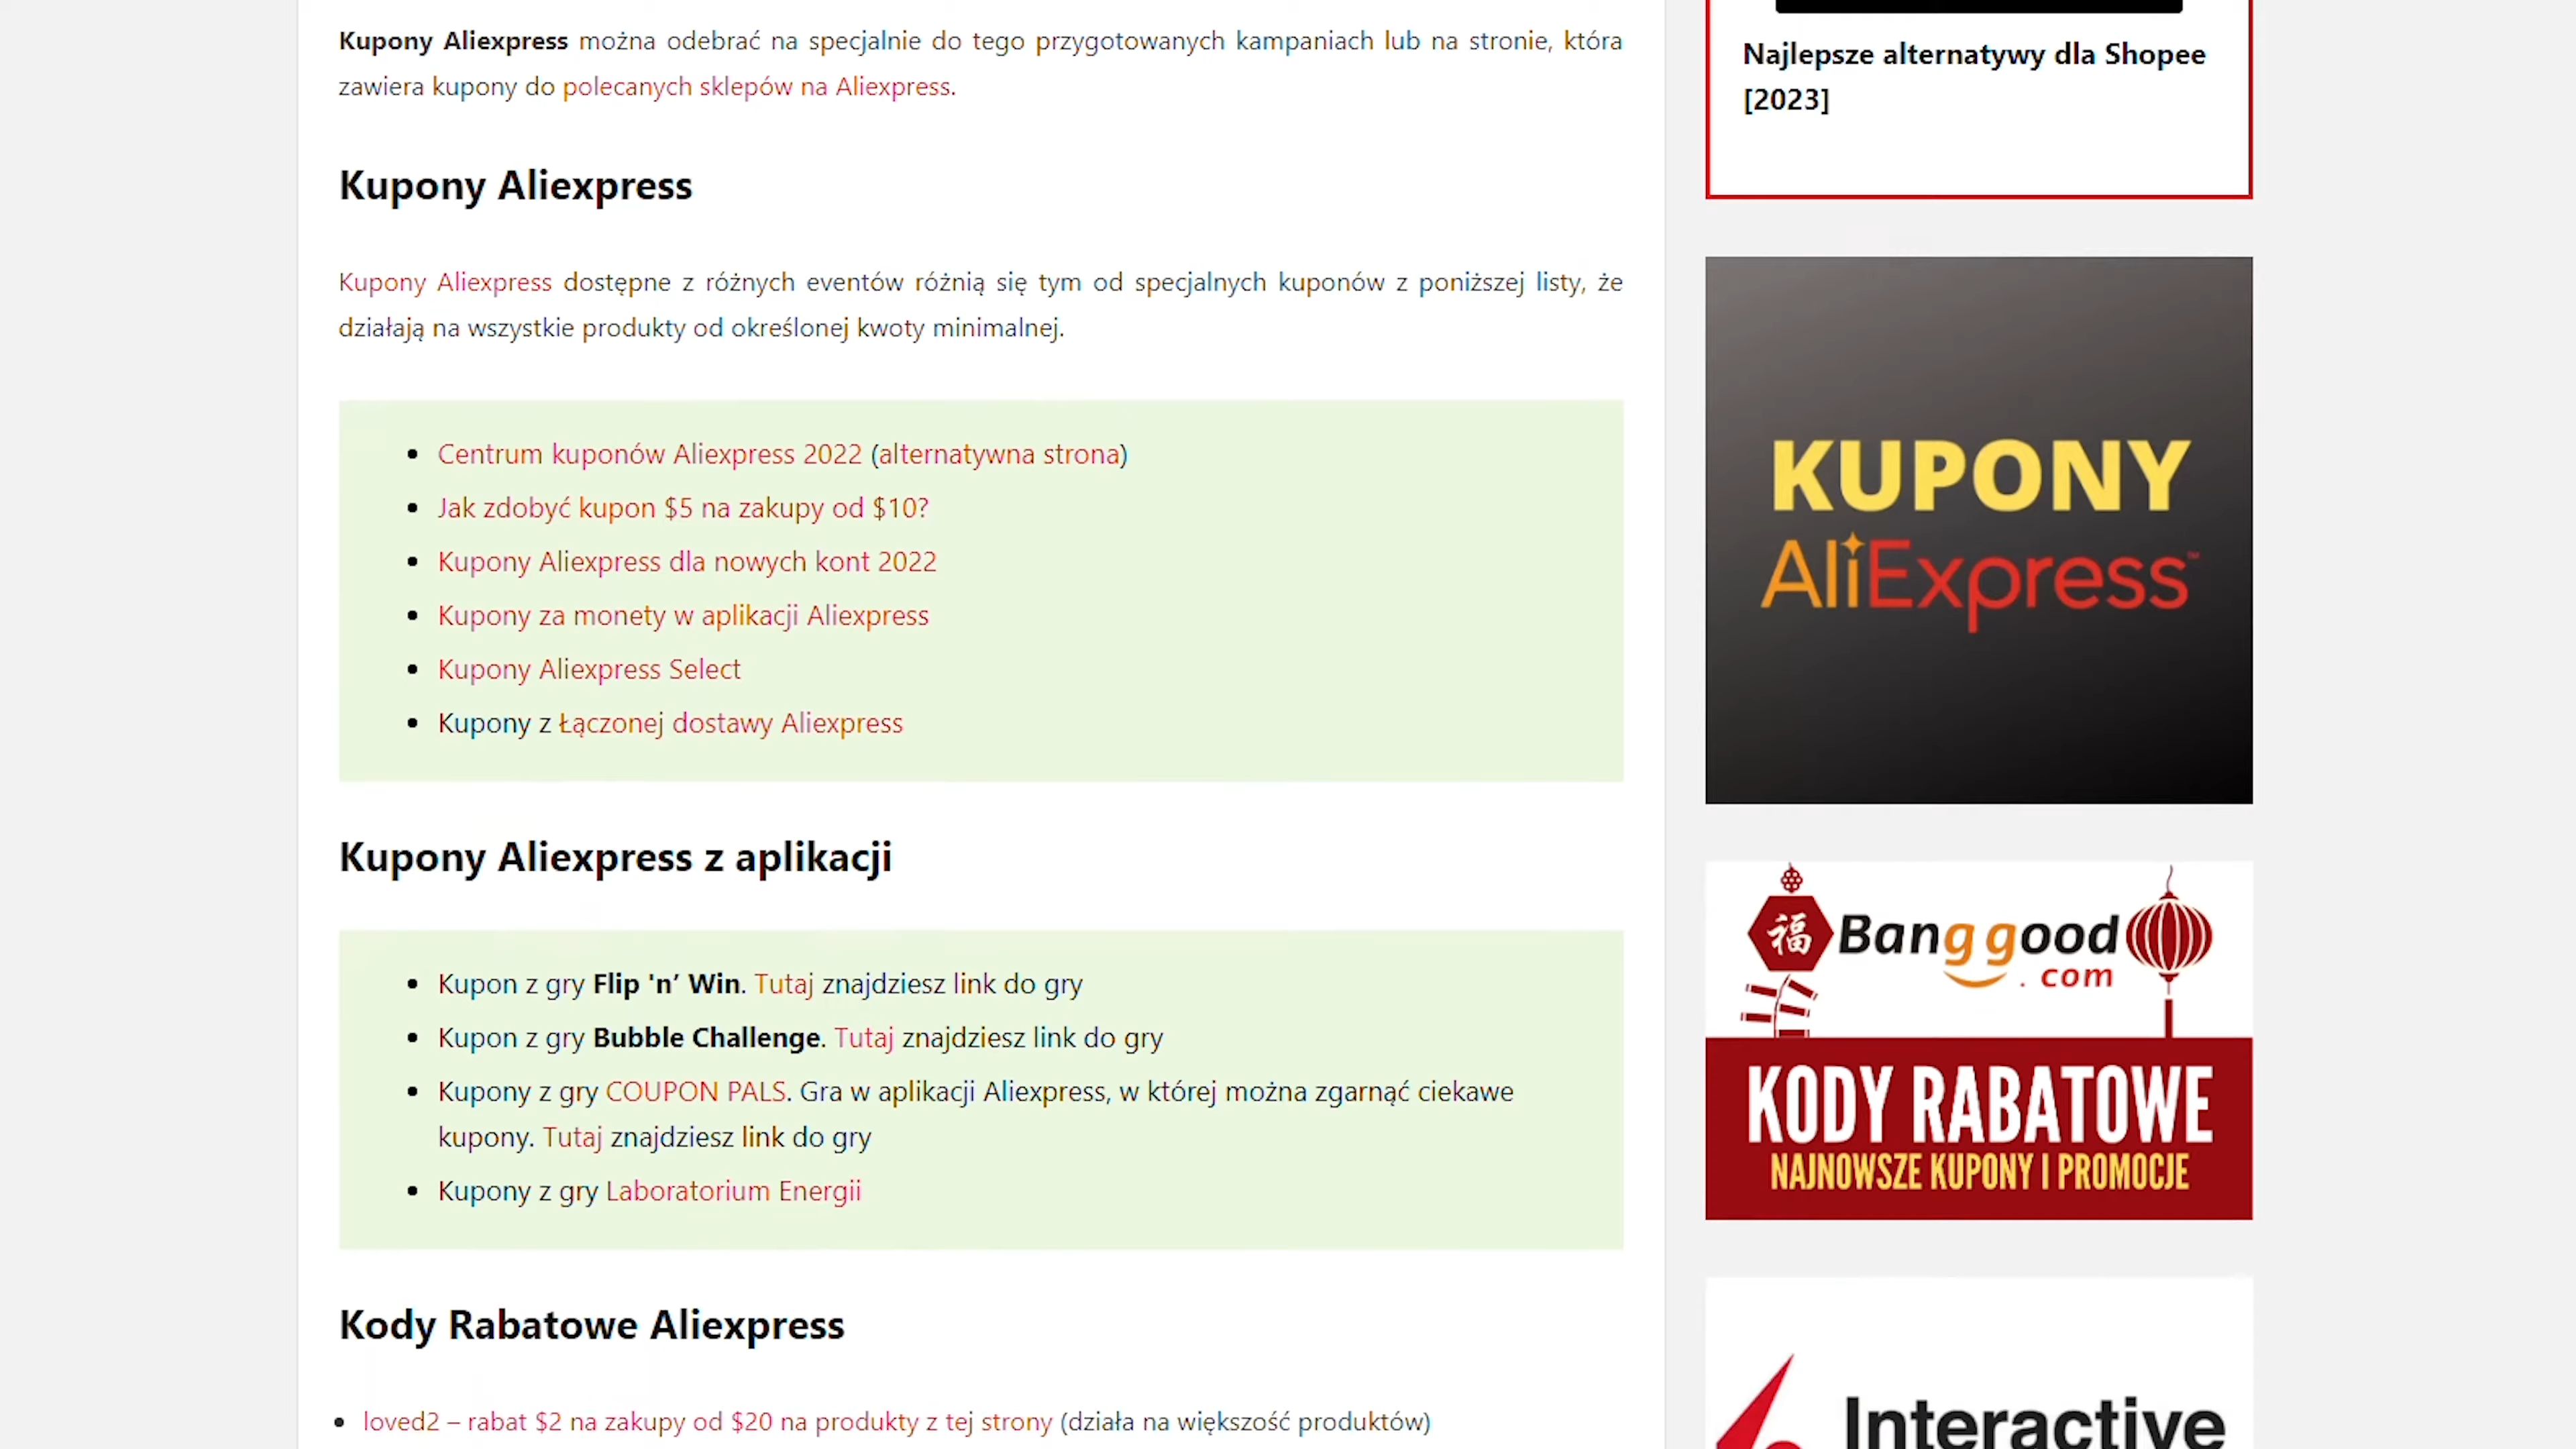 Kupony Aliexpress można odebrać na specjalnie do tego przygotowanych kampaniach lub na stronie, która
zawiera kupony do polecanych sklepów na Aliexpress.
Kupony Aliexpress
Kupony Aliexpress dostępne z różnych eventów różnią się tym od specjalnych kuponów z poniższej listy, że
działają na wszystkie produkty od określonej kwoty minimalnej.
• Centrum kuponów Aliexpress 2022 (alternatywna strona)
• Jak zdobyć kupon $5 na zakupy od $10?
• Kupony Aliexpress dla nowych kont 2022
• Kupony za monety w aplikacji Aliexpress
• Kupony Aliexpress Select
• Kupony z Łączonej dostawy Aliexpress
Kupony Aliexpress z aplikacji
• Kupon z gry Flip 'n’ Win. Tutaj znajdziesz link do gry
• Kupon z gry Bubble Challenge. Tutaj znajdziesz link do gry
• Kupony z gry COUPON PALS. Gra w aplikacji Aliexpress, w której można zgarnąć ciekawe
kupony. Tutaj znajdziesz link do gry
• Kupony z gry Laboratorium Energii
Kody Rabatowe Aliexpress
• loved2 – rabat $2 na zakupy od $20 na produkty z tej strony (działa na większość produktów)
Najlepsze alternatywy dla Shopee
[2023]
KUPONY
AliExpress™
福
Banggood
.com
KODY RABATOWE
NAJNOWSZE KUPONY I PROMOCJE
Interactive